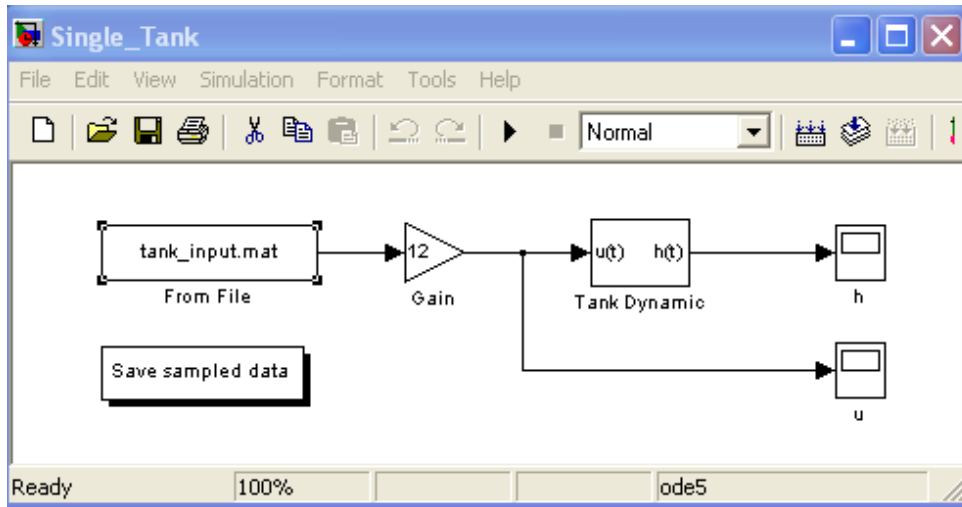 Single_Tank
File Edit View Simulation Format Tools Help
Normal
tank_input.mat
12
u(t) h(t)
From File
Gain
Tank Dynamic
h
Save sampled data
u
Ready 100% ode5